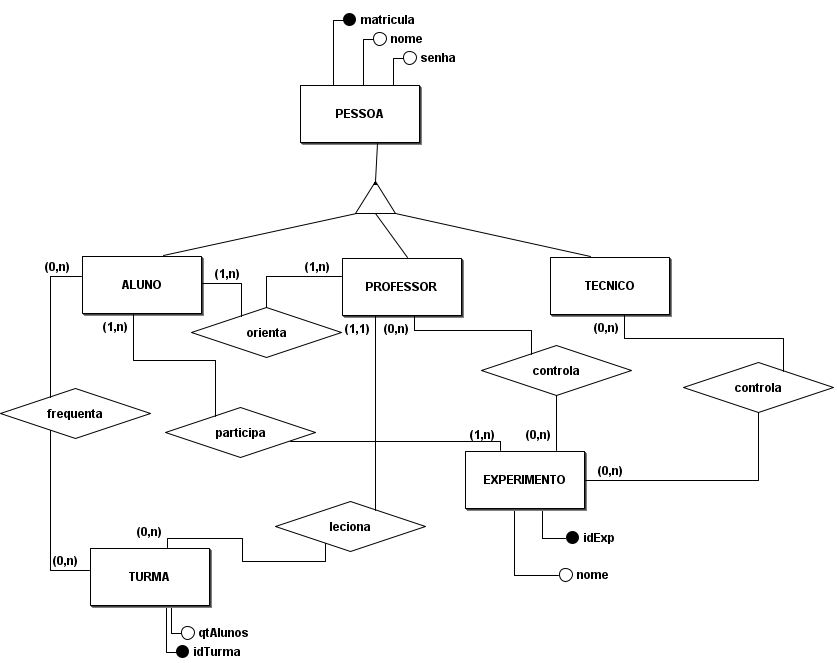 matricula
nome
senha
PESSOA
(0,n)
ALUNO
(1,n)
(1,n)
PROFESSOR
TECNICO
(1,n)
orienta
(1,1)
(0,n)
(0,n)
controla
controla
frequenta
participa
(1,n)
(0,n)
(0,n)
EXPERIMENTO
leciona
(0,n)
idExp
(0,n)
TURMA
nome
qtAlunos
idTurma